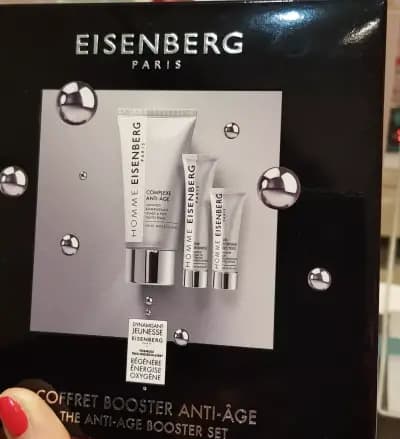 EISENBERG
PARIS
HOMME EISENBERG
PARIS
COMPLEXE
ANTI-ÂGE
HOMME EISENBERG
HOMME EISENBERG
DYNAMISANT
JEUNESSE
EISENBERG
RÉGÉNÈRE
ÉNERGISE
OXYGÈNE
COFFRET BOOSTER ANTI-ÂGE
THE ANTI-AGE BOOSTER SET